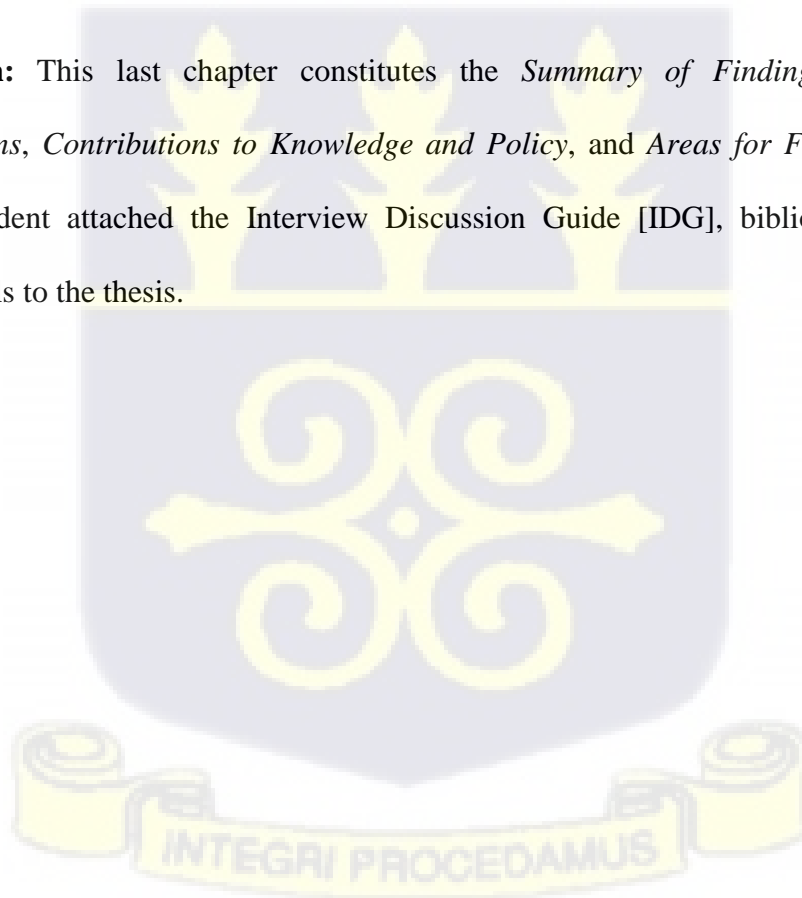 n: This last chapter constitutes the Summary of Finding
ns, Contributions to Knowledge and Policy, and Areas for F
dent attached the Interview Discussion Guide [IDG], biblio
s to the thesis.
INTEGRI PROCEDAMUS